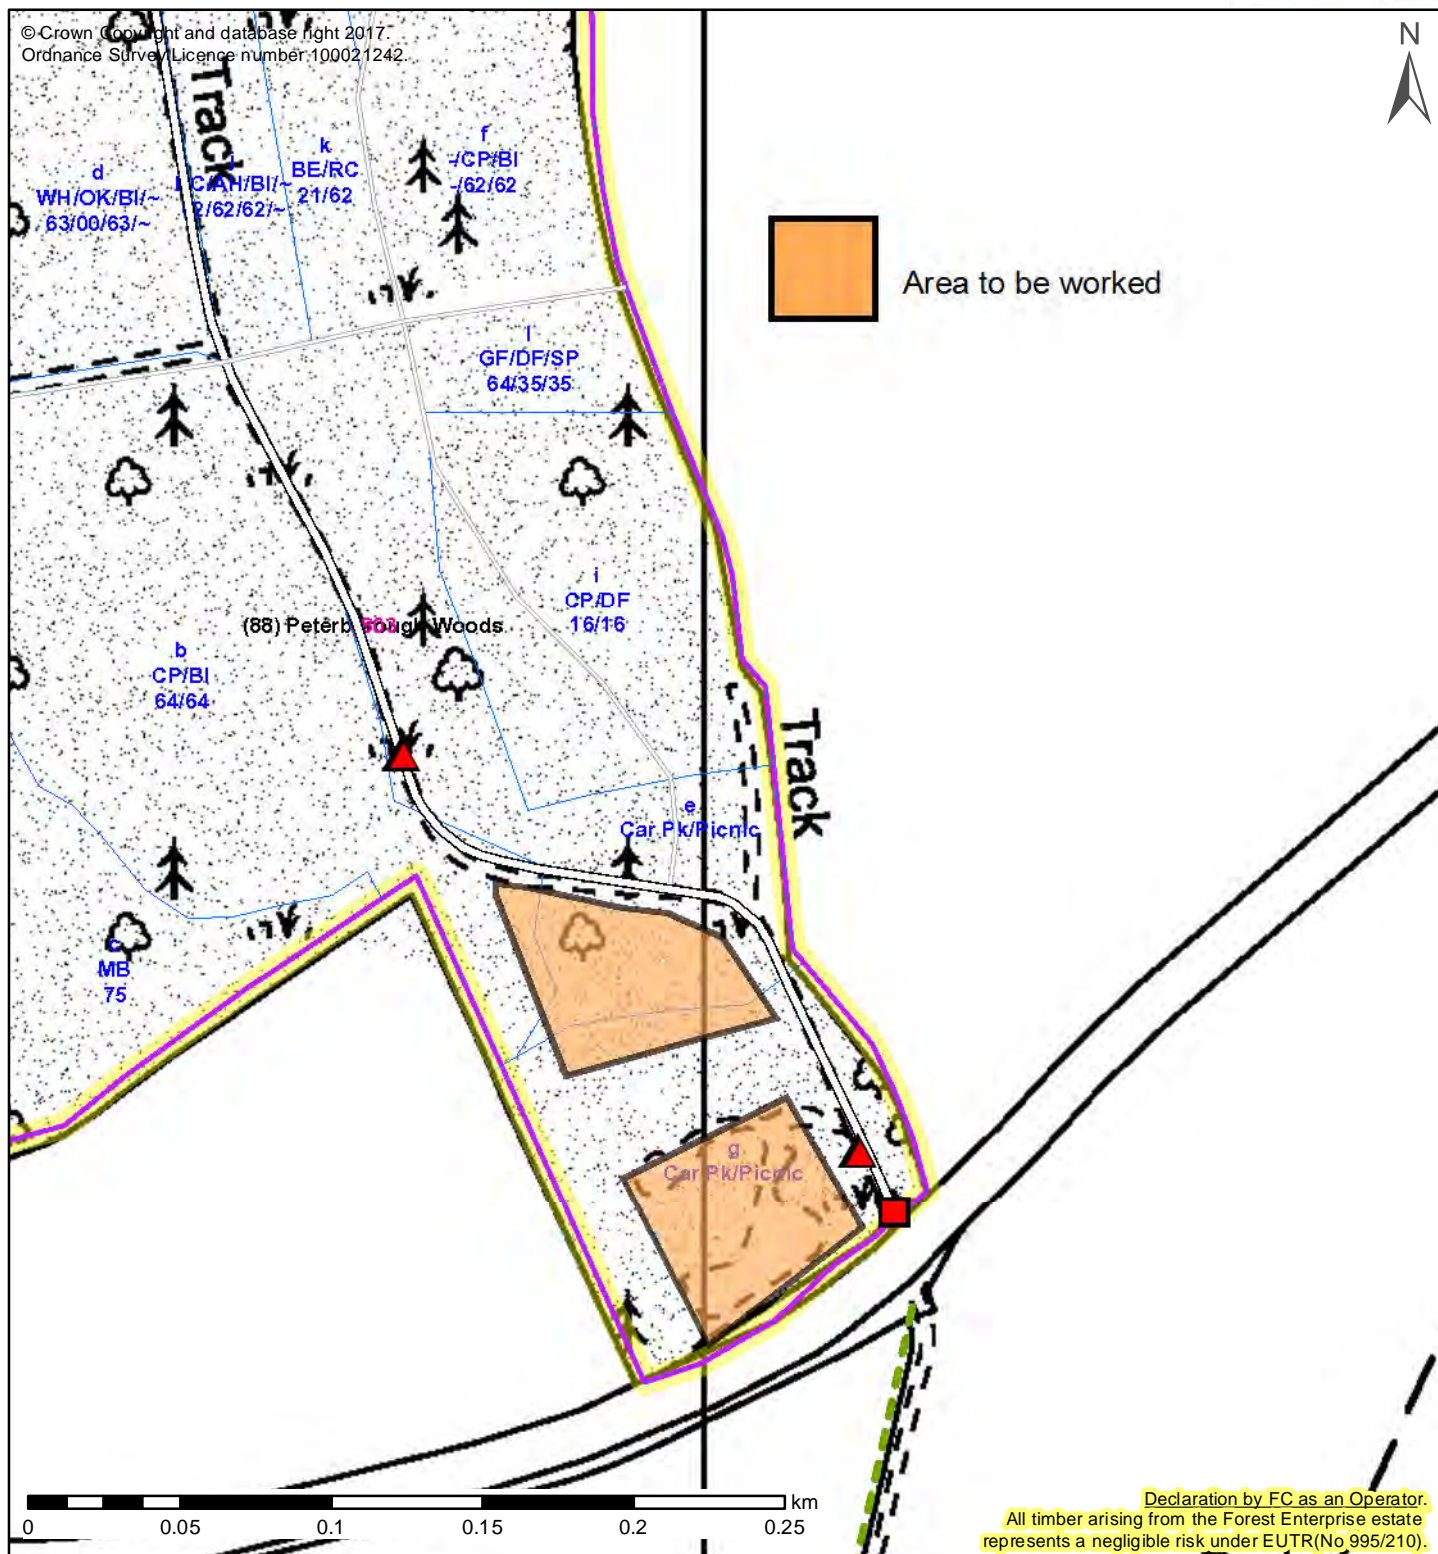 © Crown Copyright and database right 2017.
Ordnance Survey Licence number 100021242.
N
Track
d
WH/OK/BI/~
63/00/63/~
C/AH/BI/~
2/62/62/~
k
BE/RC
21/62
f
-/CP/BI
-/62/62
Area to be worked
l
GF/DF/SP
64/35/35
i
CP/DF
16/16
(88) Peterborough Woods
b
CP/BI
64/64
Track
e
Car Pk/Picnic
c
MB
75
g
Car Pk/Picnic
km
0 0.05 0.1 0.15 0.2 0.25
Declaration by FC as an Operator.
All timber arising from the Forest Enterprise estate
represents a negligible risk under EUTR(No 995/210).